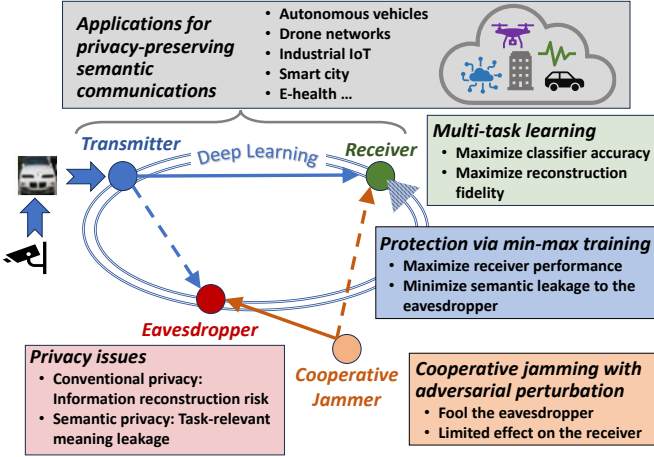 Applications for
privacy-preserving
semantic
communications
• Autonomous vehicles
• Drone networks
• Industrial IoT
• Smart city
• E-health ...
Transmitter
Deep Learning
Receiver
Multi-task learning
• Maximize classifier accuracy
• Maximize reconstruction
fidelity
Protection via min-max training
• Maximize receiver performance
• Minimize semantic leakage to the
eavesdropper
Eavesdropper
Privacy issues
• Conventional privacy:
Information reconstruction risk
• Semantic privacy: Task-relevant
meaning leakage
Cooperative
Jammer
Cooperative jamming with
adversarial perturbation
• Fool the eavesdropper
• Limited effect on the receiver